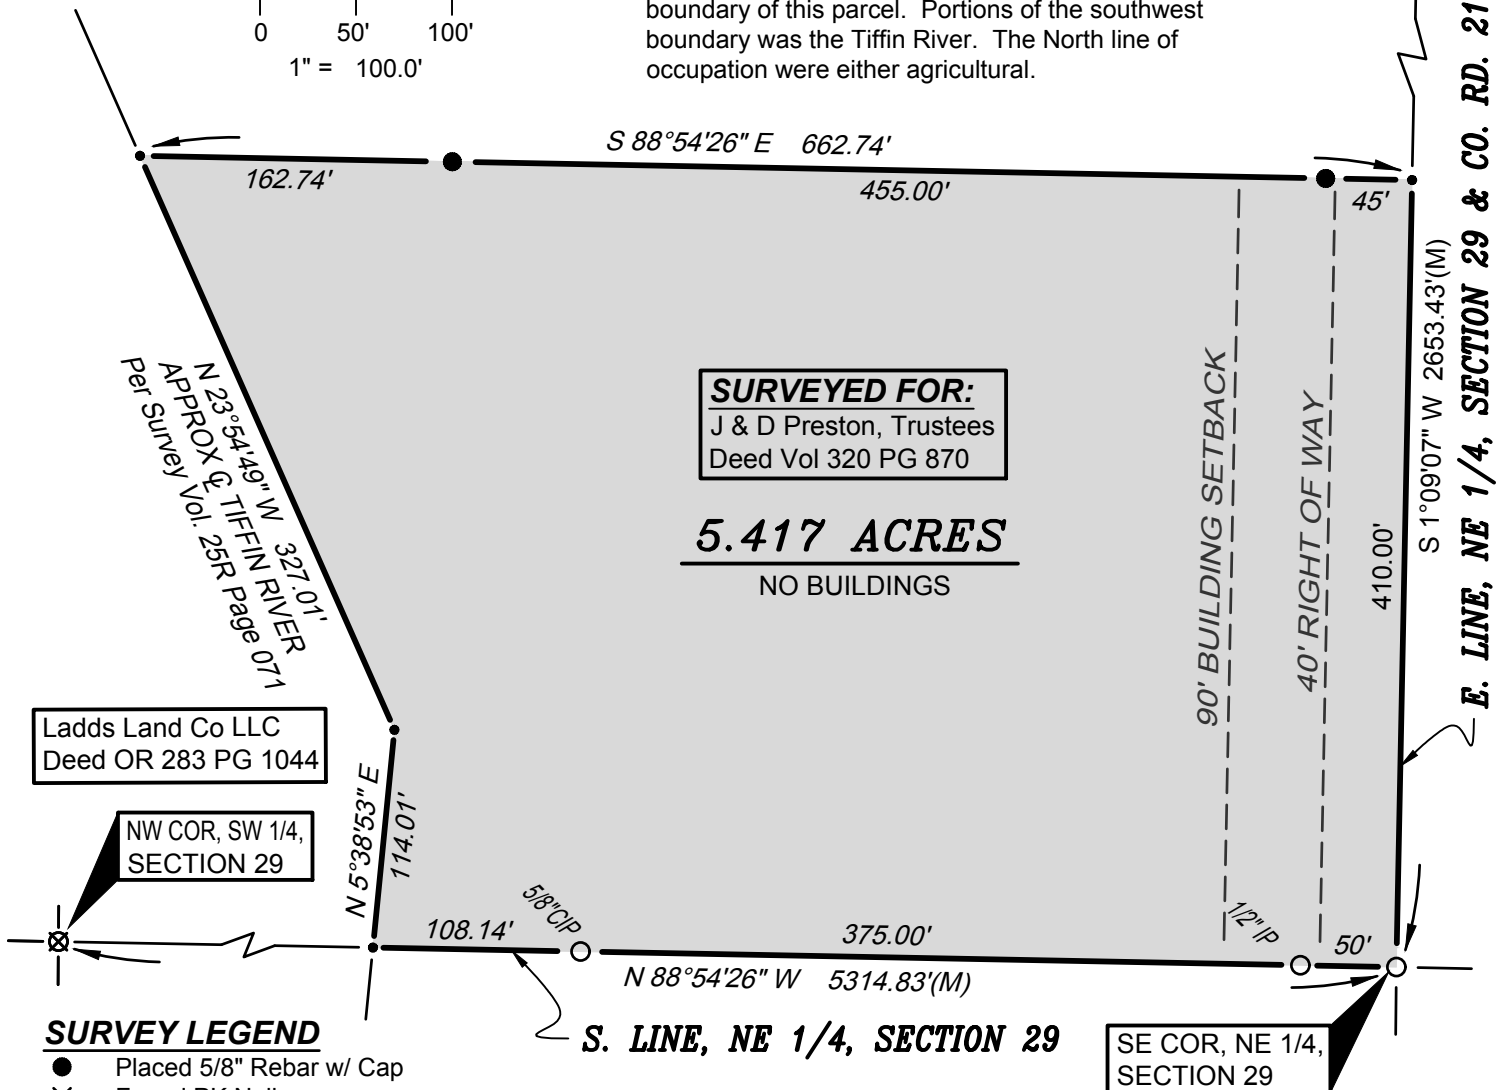 0 50' 100'
1" = 100.0'
boundary of this parcel. Portions of the southwest
boundary was the Tiffin River. The North line of
occupation were either agricultural.
S 88°54'26" E 662.74'
162.74'
455.00'
45'
E. LINE, NE 1/4, SECTION 29 & CO. RD. 21
S 1°09'07" W 2653.43'(M)
410.00'
N 23°54'49" W 327.01'
APPROX ℄ TIFFIN RIVER
Per Survey Vol. 25R Page 071
SURVEYED FOR:
J & D Preston, Trustees
Deed Vol 320 PG 870
5.417 ACRES
NO BUILDINGS
90' BUILDING SETBACK
40' RIGHT OF WAY
Ladds Land Co LLC
Deed OR 283 PG 1044
NW COR, SW 1/4,
SECTION 29
N 5°38'53" E
114.01'
108.14'
5/8"CIP
375.00'
1/2" IP
50'
N 88°54'26" W 5314.83'(M)
S. LINE, NE 1/4, SECTION 29
SE COR, NE 1/4,
SECTION 29
SURVEY LEGEND
Placed 5/8" Rebar w/ Cap